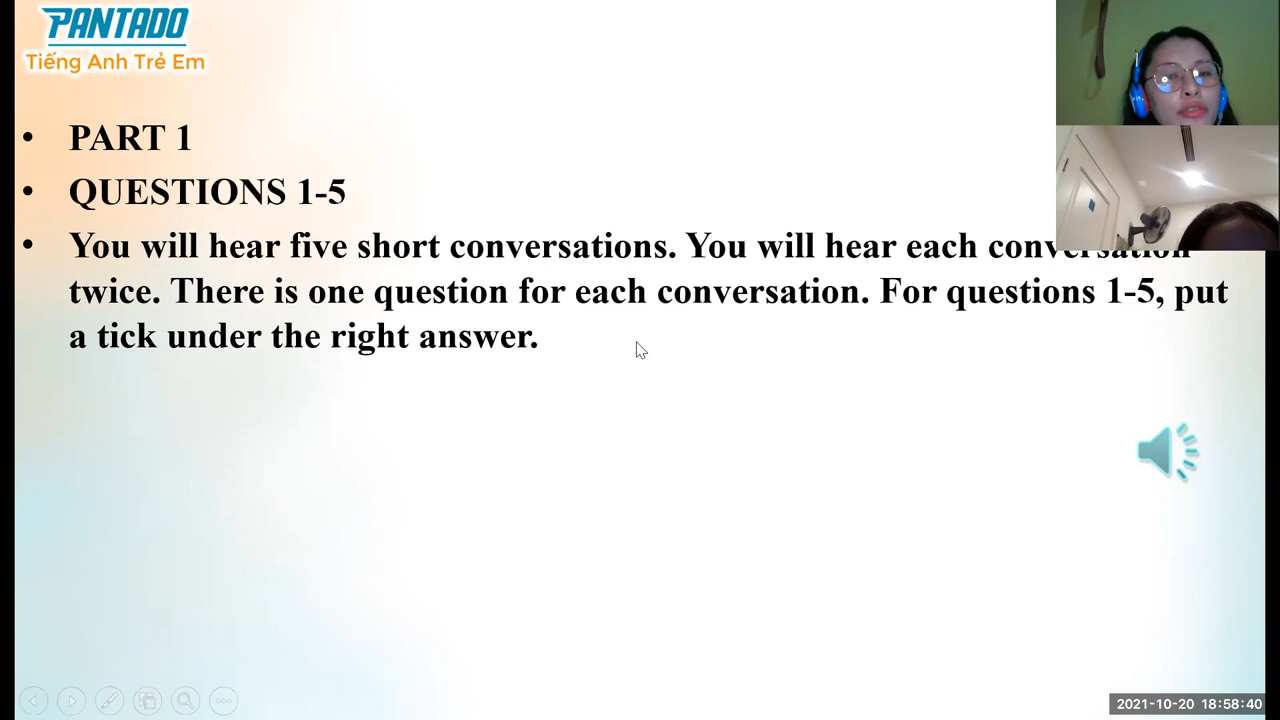 PANTADO
Tiếng Anh Trẻ Em
• PART 1
• QUESTIONS 1-5
• You will hear five short conversations. You will hear each conversation
twice. There is one question for each conversation. For questions 1-5, put
a tick under the right answer.
2021-10-20 18:58:40